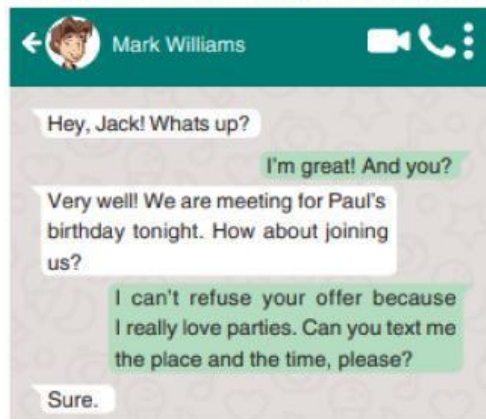 Mark Williams
Hey, Jack! Whats up?
I'm great! And you?
Very well! We are meeting for Paul's
birthday tonight. How about joining
us?
I can't refuse your offer because
I really love parties. Can you text me
the place and the time, please?
Sure.